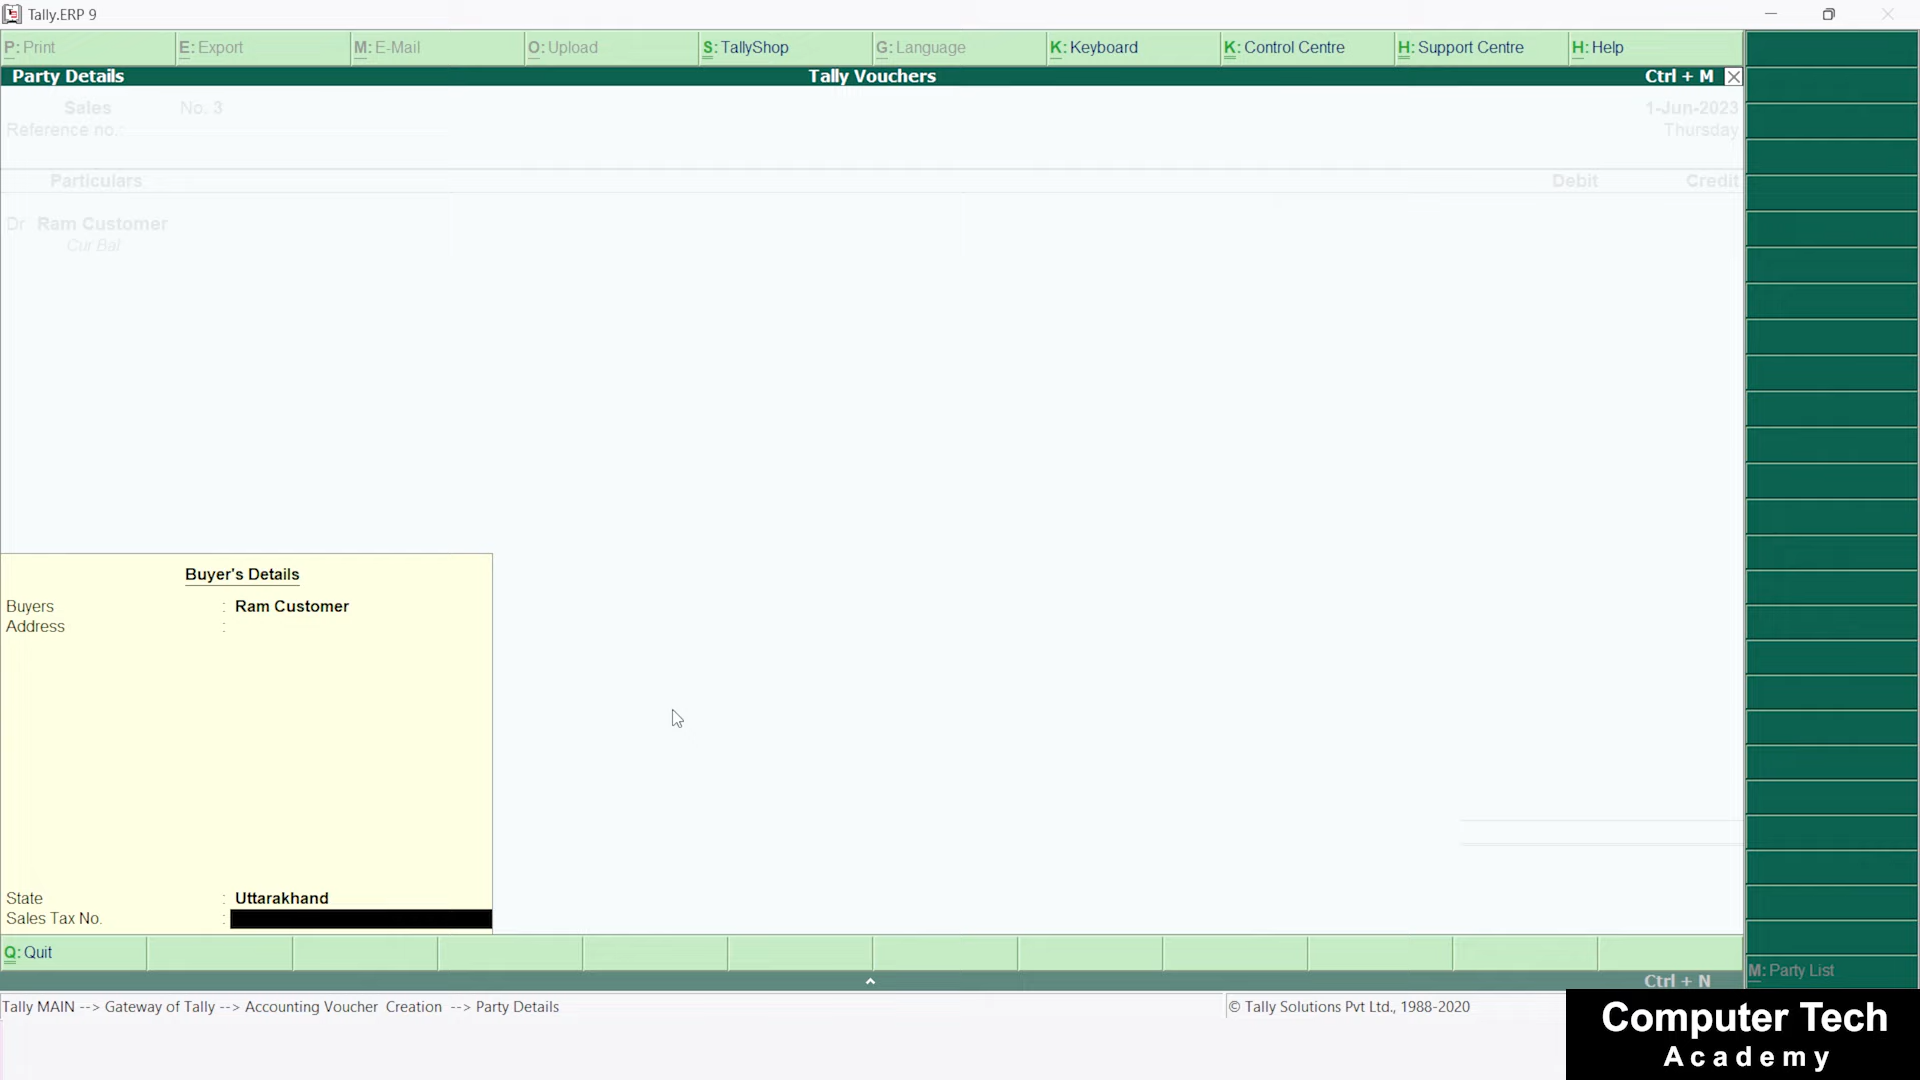 Tally.ERP 9
P: Print E: Export M: E-Mail O: Upload S: TallyShop G: Language K: Keyboard K: Control Centre H: Support Centre H: Help
Party Details Tally Vouchers Ctrl + M
Sales No. 3 1-Jun-2023
Reference no.: Thursday
Particulars Debit Credit
Dr Ram Customer
Cur Bal:
Buyer's Details
Buyers : Ram Customer
Address :
State : Uttarakhand
Sales Tax No. :
Q: Quit
Ctrl + N
M: Party List
Tally MAIN --> Gateway of Tally --> Accounting Voucher Creation --> Party Details © Tally Solutions Pvt Ltd., 1988-2020
Computer Tech
Academy